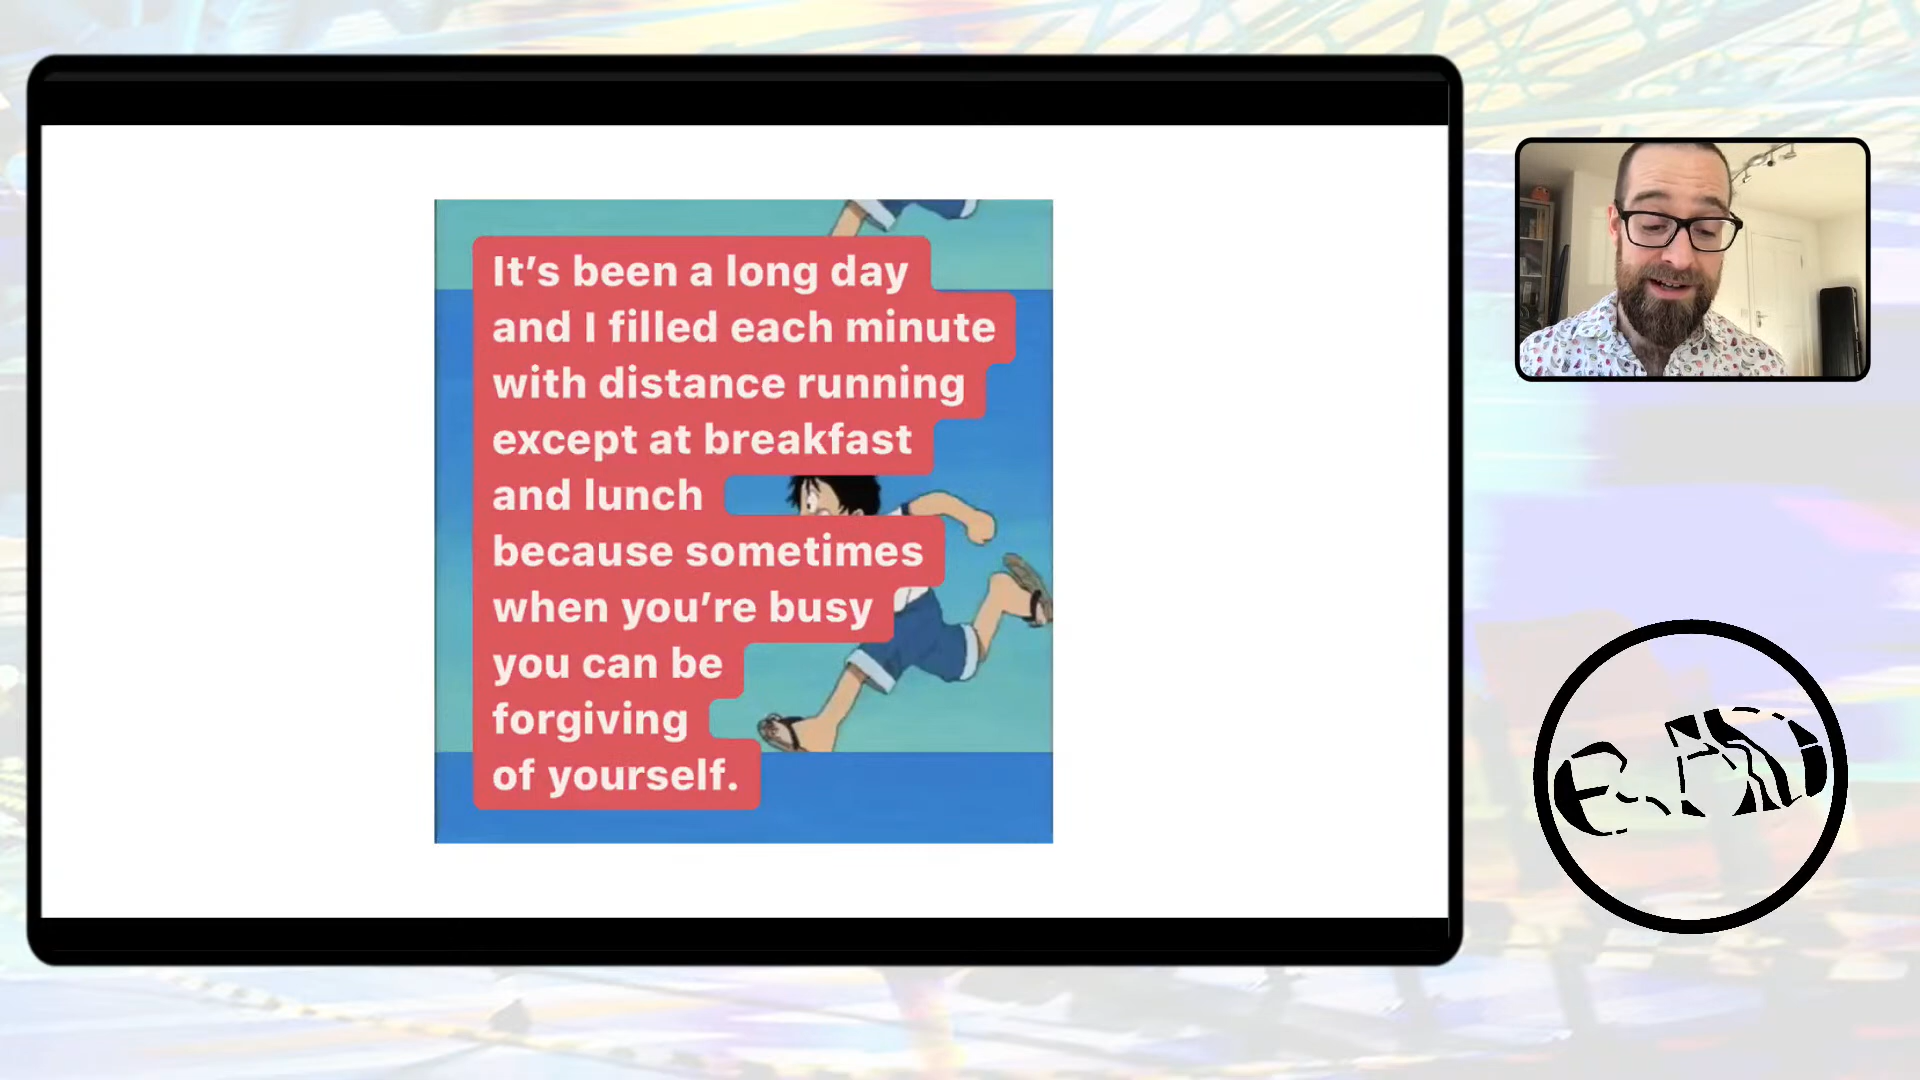 It’s been a long day
and I filled each minute
with distance running
except at breakfast
and lunch
because sometimes
when you’re busy
you can be
forgiving
of yourself.